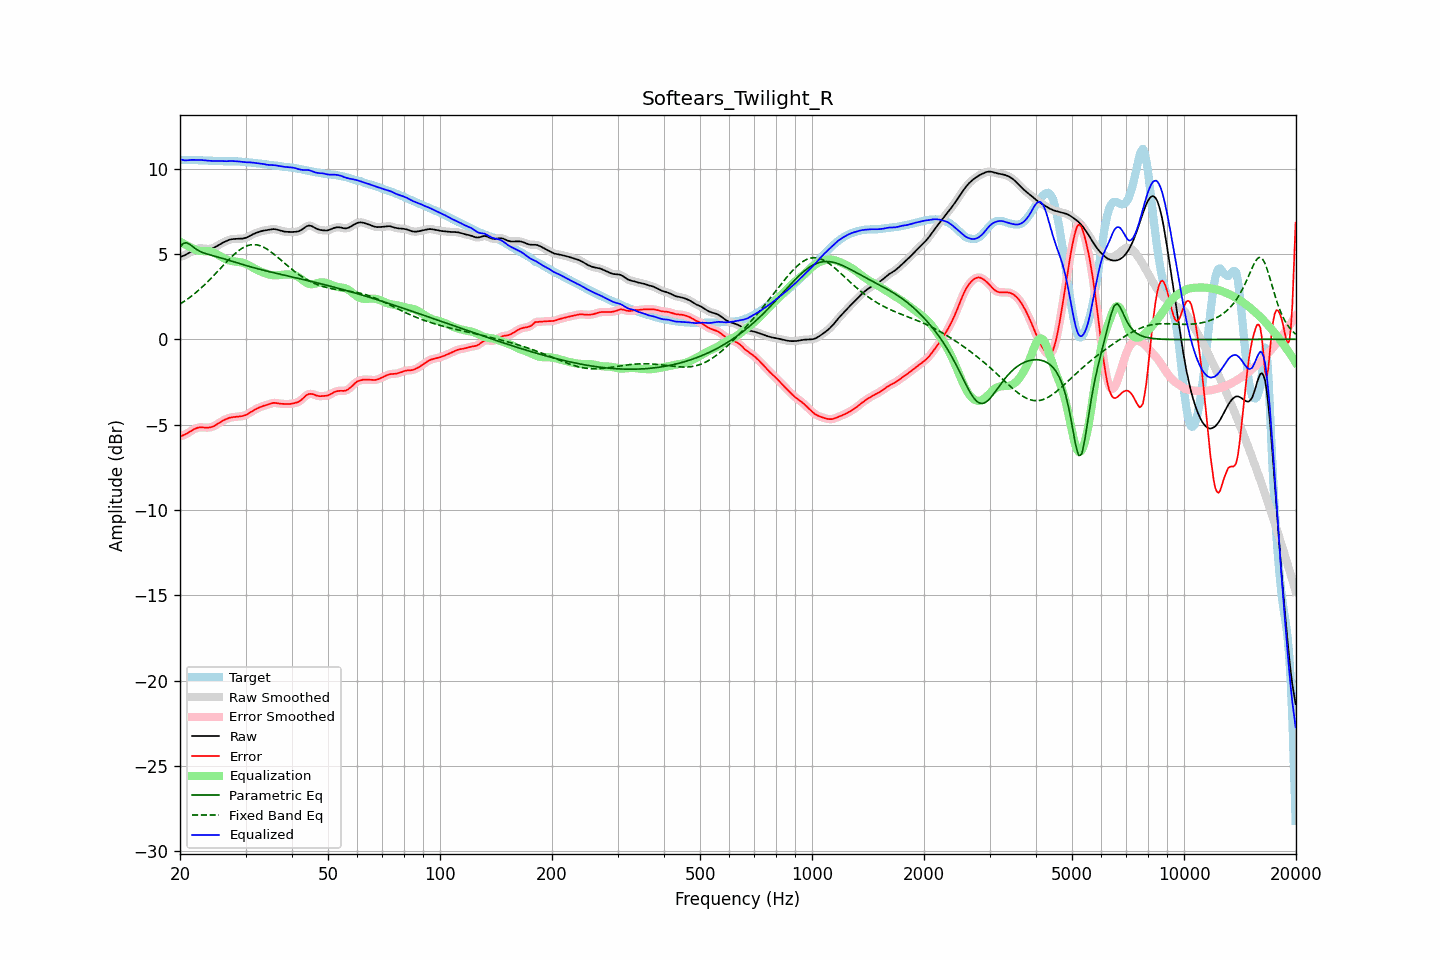 Softears_Twilight_R
10
5
0
−5
−10
−15
−20
−25
−30
Amplitude (dBr)
Target
Raw Smoothed
Error Smoothed
Raw
Error
Equalization
Parametric Eq
Fixed Band Eq
Equalized
20 50 100 200 500 1000 2000 5000 10000 20000
Frequency (Hz)